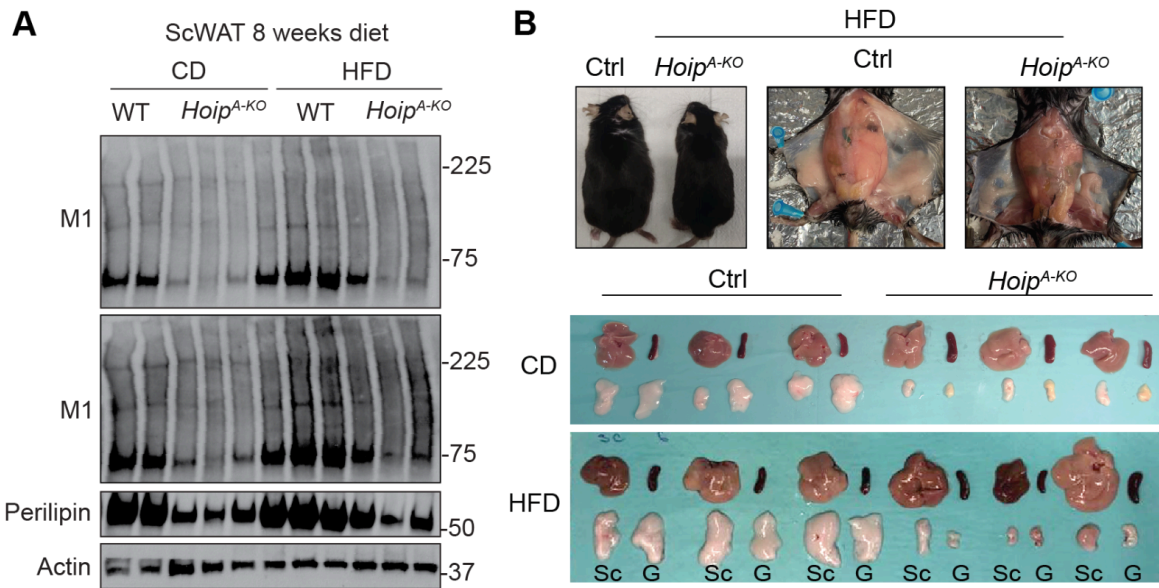 A
ScWAT 8 weeks diet
CD HFD
WT Hoip^A-KO WT Hoip^A-KO
M1
-225
-75
M1
-225
-75
Perilipin
-50
Actin
-37
B
HFD
Ctrl Hoip^A-KO Ctrl Hoip^A-KO
Ctrl Hoip^A-KO
CD
HFD
Sc G Sc G Sc G Sc G Sc G Sc G